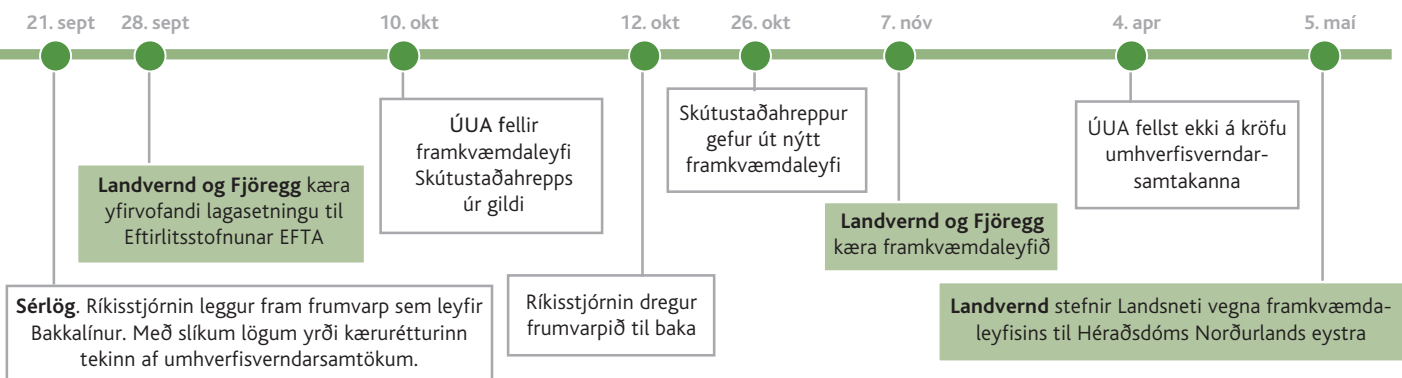 21. sept
28. sept
10. okt
12. okt
26. okt
7. nóv
4. apr
5. maí
Sérlög. Ríkisstjórnin leggur fram frumvarp sem leyfir
Bakkalínur. Með slíkum lögum yrði kærurétturinn
tekinn af umhverfisverndarsamtökum.
Landvernd og Fjöregg kæra
yfirvofandi lagasetningu til
Eftirlitsstofnunar EFTA
ÚUA fellir
framkvæmdaleyfi
Skútustaðahrepps
úr gildi
Ríkisstjórnin dregur
frumvarpið til baka
Skútustaðahreppur
gefur út nýtt
framkvæmdaleyfi
Landvernd og Fjöregg
kæra framkvæmdaleyfið
ÚUA fellst ekki á kröfu
umhverfisverndar-
samtakanna
Landvernd stefnir Landsneti vegna framkvæmda-
leyfisins til Héraðsdóms Norðurlands eystra